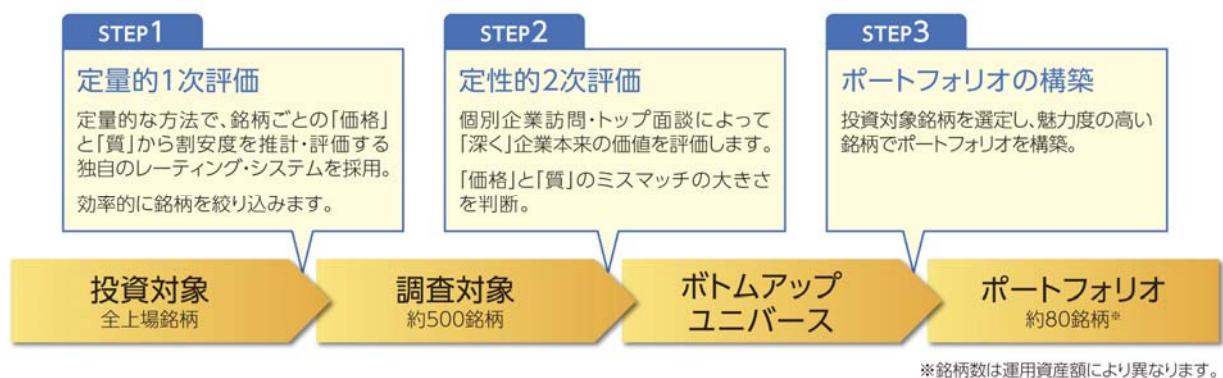 STEP1
定量的1次評価
定量的な方法で、銘柄ごとの「価格」
と「質」から割安度を推計・評価する
独自のレーティング・システムを採用。
効率的に銘柄を絞り込みます。
STEP2
定性的2次評価
個別企業訪問・トップ面談によって
「深く」企業本来の価値を評価します。
「価格」と「質」のミスマッチの大きさ
を判断。
STEP3
ポートフォリオの構築
投資対象銘柄を選定し、魅力度の高い
銘柄でポートフォリオを構築。
投資対象
全上場銘柄
調査対象
約500銘柄
ボトムアップ
ユニバース
ポートフォリオ
約80銘柄※
※銘柄数は運用資産額により異なります。